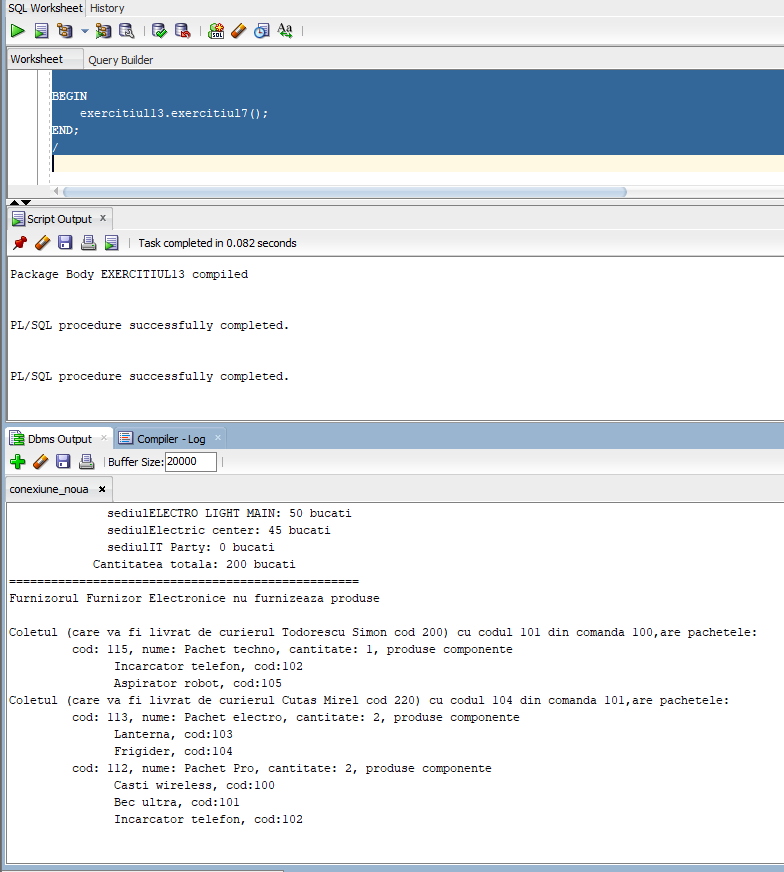 SQL Worksheet History
Aa
SQL
Worksheet Query Builder
BEGIN
    exercitiul13.exercitiul7();
END;
/
Script Output x
Task completed in 0.082 seconds
Package Body EXERCITIUL13 compiled
PL/SQL procedure successfully completed.
PL/SQL procedure successfully completed.
Dbms Output x Compiler - Log x
Buffer Size: 20000
conexiune_noua x
sediulELECTRO LIGHT MAIN: 50 bucati
sediulElectric center: 45 bucati
sediulIT Party: 0 bucati
Cantitatea totala: 200 bucati
==================================================
Furnizorul Furnizor Electronice nu furnizeaza produse
Coletul (care va fi livrat de curierul Todorescu Simon cod 200) cu codul 101 din comanda 100,are pachetele:
cod: 115, nume: Pachet techno, cantitate: 1, produse componente
Incarcator telefon, cod:102
Aspirator robot, cod:105
Coletul (care va fi livrat de curierul Cutas Mirel cod 220) cu codul 104 din comanda 101,are pachetele:
cod: 113, nume: Pachet electro, cantitate: 2, produse componente
Lanterna, cod:103
Frigider, cod:104
cod: 112, nume: Pachet Pro, cantitate: 2, produse componente
Casti wireless, cod:100
Bec ultra, cod:101
Incarcator telefon, cod:102